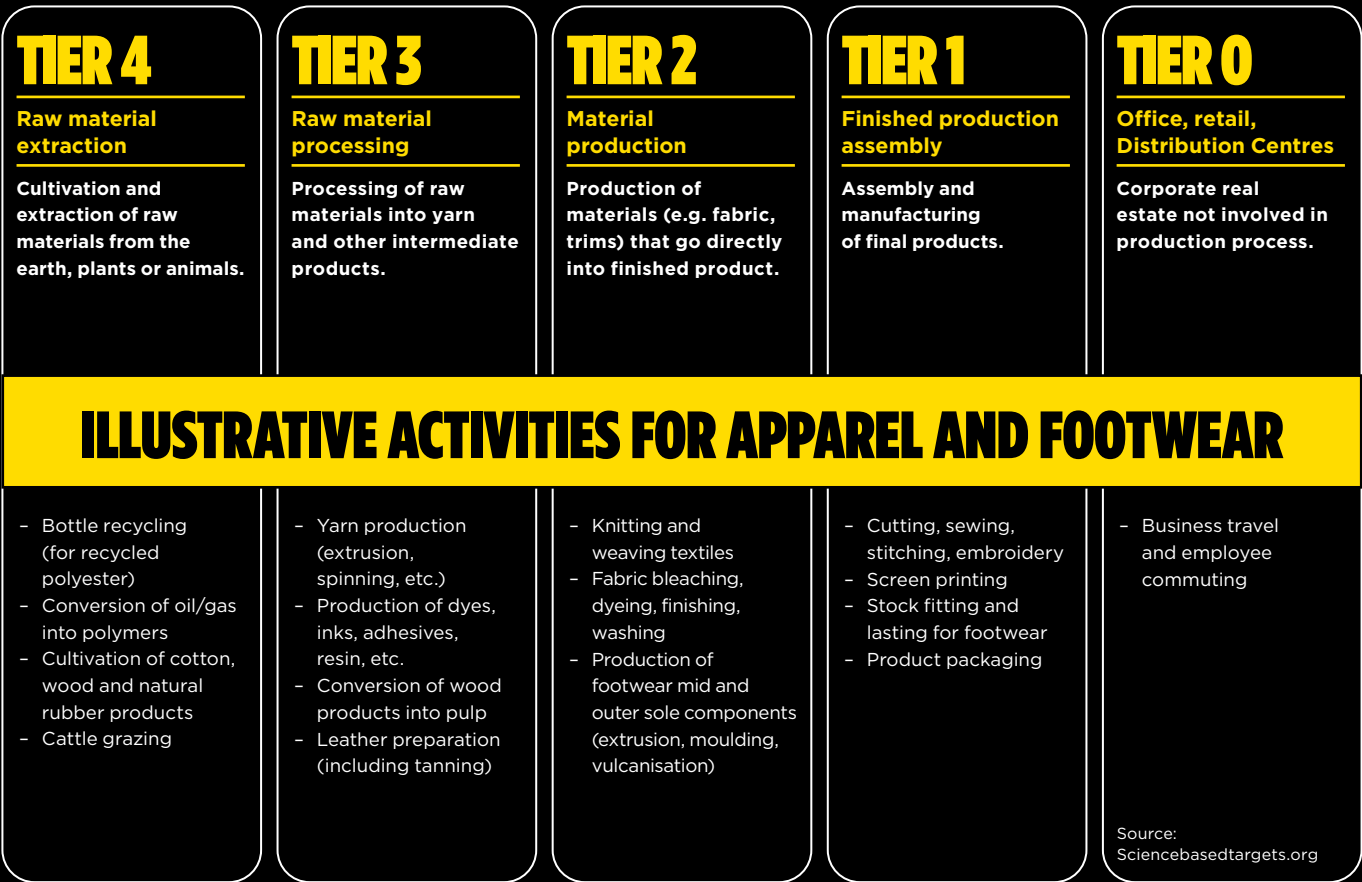 TIER 4
Raw material
extraction
Cultivation and
extraction of raw
materials from the
earth, plants or animals.
TIER 3
Raw material
processing
Processing of raw
materials into yarn
and other intermediate
products.
TIER 2
Material
production
Production of
materials (e.g. fabric,
trims) that go directly
into finished product.
TIER 1
Finished production
assembly
Assembly and
manufacturing
of final products.
TIER 0
Office, retail,
Distribution Centres
Corporate real
estate not involved in
production process.
ILLUSTRATIVE ACTIVITIES FOR APPAREL AND FOOTWEAR
– Bottle recycling
(for recycled
polyester)
– Conversion of oil/gas
into polymers
– Cultivation of cotton,
wood and natural
rubber products
– Cattle grazing
– Yarn production
(extrusion,
spinning, etc.)
– Production of dyes,
inks, adhesives,
resin, etc.
– Conversion of wood
products into pulp
– Leather preparation
(including tanning)
– Knitting and
weaving textiles
– Fabric bleaching,
dyeing, finishing,
washing
– Production of
footwear mid and
outer sole components
(extrusion, moulding,
vulcanisation)
– Cutting, sewing,
stitching, embroidery
– Screen printing
– Stock fitting and
lasting for footwear
– Product packaging
– Business travel
and employee
commuting
Source:
Sciencebasedtargets.org